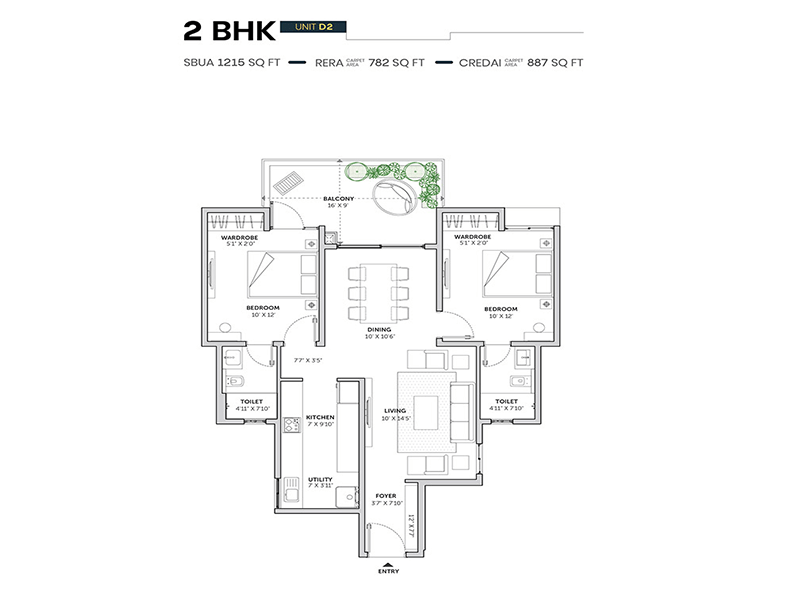 2 BHK UNIT D2
SBUA 1215 SQ FT — RERA CARPET AREA 782 SQ FT — CREDAI CARPET AREA 887 SQ FT
BALCONY
16' X 9'
WARDROBE
5'1" X 2'0"
WARDROBE
5'1" X 2'0"
BEDROOM
10' X 12'
BEDROOM
10' X 12'
DINING
10' X 10'6"
7'7" X 3'5"
TOILET
4'11" X 7'10"
TOILET
4'11" X 7'10"
LIVING
10' X 14'5"
KITCHEN
7' X 9'10"
UTILITY
7' X 3'11"
FOYER
3'7" X 7'10"
ENTRY